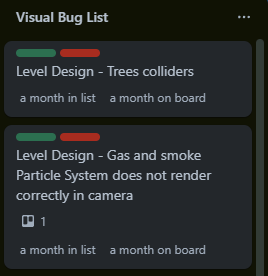 Visual Bug List
Level Design - Trees colliders
a month in list a month on board
Level Design - Gas and smoke
Particle System does not render
correctly in camera
1
a month in list a month on board